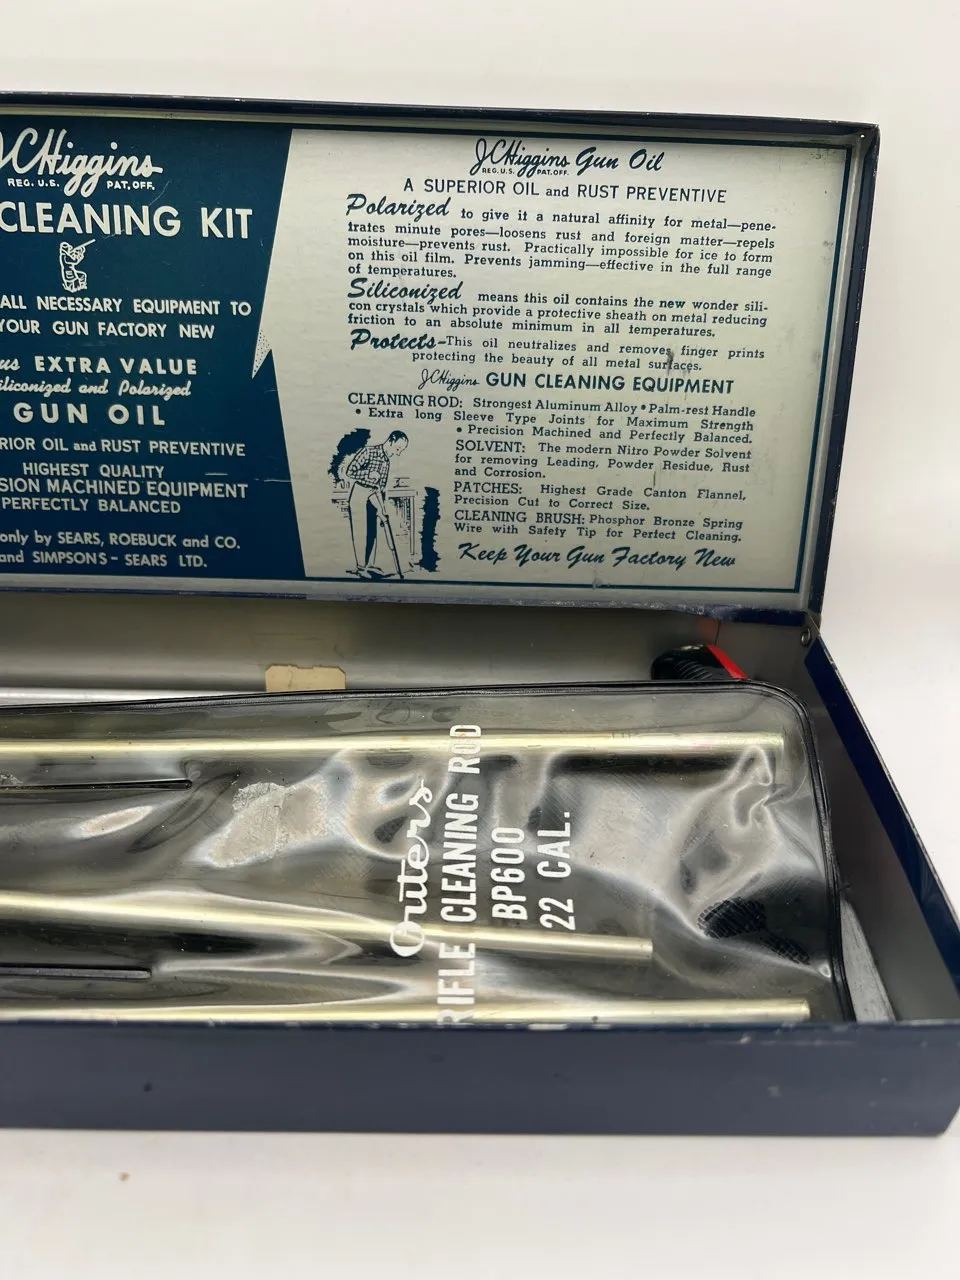 JCHiggins
REG. U.S. PAT. OFF.
CLEANING KIT
ALL NECESSARY EQUIPMENT TO
YOUR GUN FACTORY NEW
EXTRA VALUE
and Polarized
GUN OIL
OIL and RUST PREVENTIVE
HIGHEST QUALITY
MACHINED EQUIPMENT
PERFECTLY BALANCED
only by SEARS, ROEBUCK and CO.
and SIMPSONS - SEARS LTD.
JCHiggins Gun Oil
REG. U.S. PAT. OFF.
A SUPERIOR OIL and RUST PREVENTIVE
Polarized to give it a natural affinity for metal—pene-
trates minute pores—loosens rust and foreign matter—repels
moisture—prevents rust. Practically impossible for ice to form
on this oil film. Prevents jamming—effective in the full range
of temperatures.
Siliconized means this oil contains the new wonder sili-
con crystals which provide a protective sheath on metal reducing
friction to an absolute minimum in all temperatures.
Protects-This oil neutralizes and removes finger prints
protecting the beauty of all metal surfaces.
JCHiggins GUN CLEANING EQUIPMENT
CLEANING ROD: Strongest Aluminum Alloy • Palm-rest Handle
• Extra long Sleeve Type Joints for Maximum Strength
• Precision Machined and Perfectly Balanced.
SOLVENT: The modern Nitro Powder Solvent
for removing Leading, Powder Residue, Rust
and Corrosion.
PATCHES: Highest Grade Canton Flannel,
Precision Cut to Correct Size.
CLEANING BRUSH: Phosphor Bronze Spring
Wire with Safety Tip for Perfect Cleaning.
Keep Your Gun Factory New
Outers
RIFLE CLEANING ROD
BP600
22 CAL.